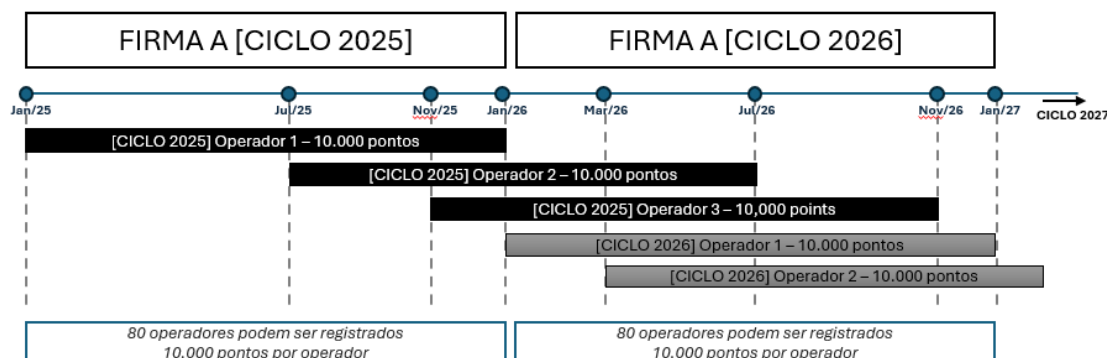 FIRMA A [CICLO 2025]
FIRMA A [CICLO 2026]
Jan/25
Jul/25
Nov/25
Jan/26
Mar/26
Jul/26
Nov/26
Jan/27
CICLO 2027
[CICLO 2025] Operador 1 – 10.000 pontos
[CICLO 2025] Operador 2 – 10.000 pontos
[CICLO 2025] Operador 3 – 10,000 points
[CICLO 2026] Operador 1 – 10.000 pontos
[CICLO 2026] Operador 2 – 10.000 pontos
80 operadores podem ser registrados
10.000 pontos por operador
80 operadores podem ser registrados
10.000 pontos por operador